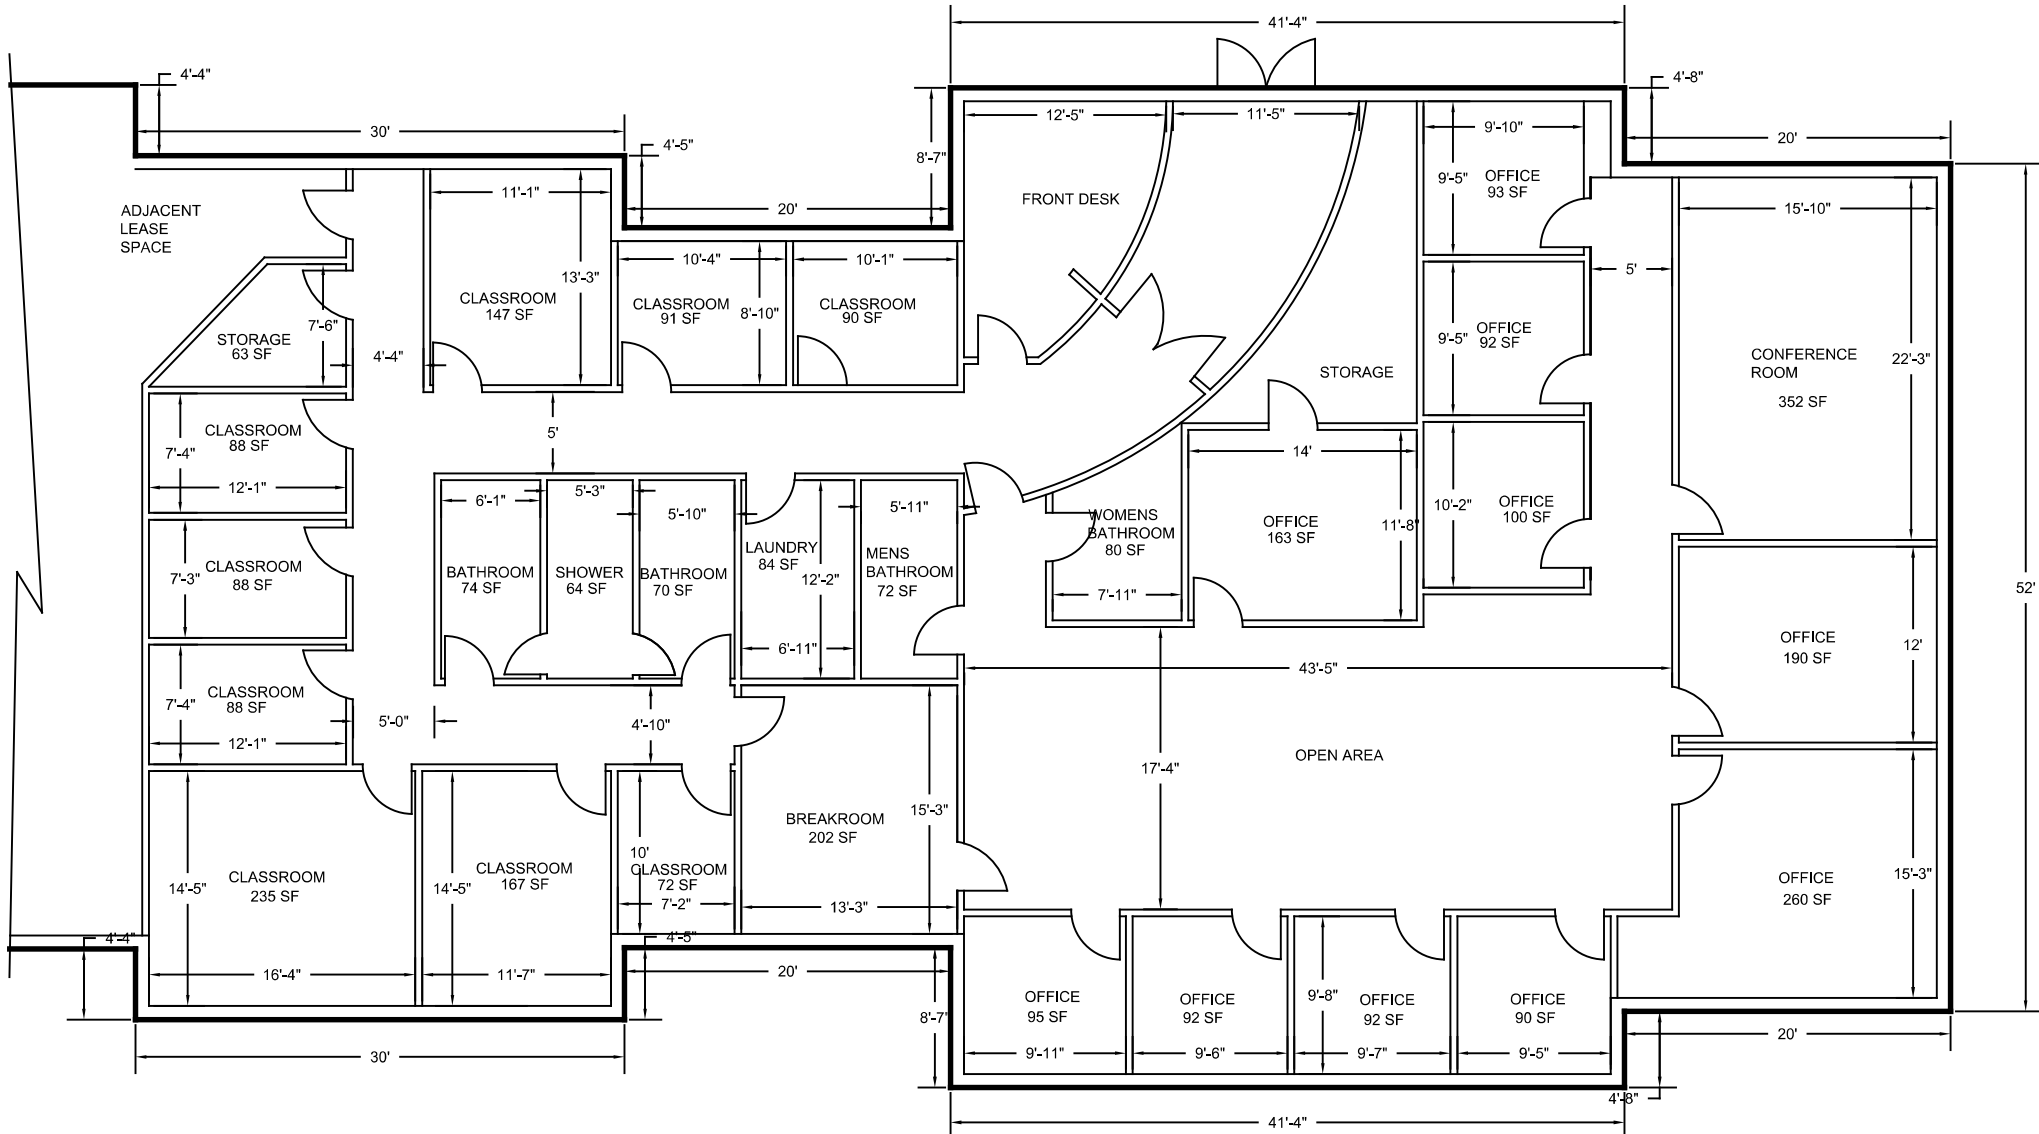 41'-4"
4'-4"
4'-8"
30'
4'-5"
20'
8'-7"
12'-5"
11'-5"
9'-10"
20'
ADJACENT
LEASE
SPACE
11'-1"
13'-3"
CLASSROOM
147 SF
20'
10'-4"
8'-10"
CLASSROOM
91 SF
10'-1"
CLASSROOM
90 SF
FRONT DESK
9'-5"
OFFICE
93 SF
5'
15'-10"
22'-3"
CONFERENCE
ROOM
352 SF
STORAGE
63 SF
7'-6"
4'-4"
STORAGE
9'-5"
OFFICE
92 SF
CLASSROOM
88 SF
7'-4"
12'-1"
5'
14'
11'-8"
OFFICE
163 SF
10'-2"
OFFICE
100 SF
6'-1"
5'-3"
5'-10"
5'-11"
CLASSROOM
88 SF
7'-3"
BATHROOM
74 SF
SHOWER
64 SF
BATHROOM
70 SF
LAUNDRY
84 SF
12'-2"
6'-11"
MENS
BATHROOM
72 SF
WOMENS
BATHROOM
80 SF
7'-11"
52'
CLASSROOM
88 SF
7'-4"
12'-1"
5'-0"
4'-10"
43'-5"
17'-4"
OPEN AREA
OFFICE
190 SF
12'
CLASSROOM
235 SF
14'-5"
16'-4"
CLASSROOM
167 SF
14'-5"
11'-7"
10'
CLASSROOM
72 SF
7'-2"
BREAKROOM
202 SF
15'-3"
13'-3"
OFFICE
260 SF
15'-3"
4'-4"
4'-5"
20'
8'-7"
OFFICE
95 SF
9'-11"
OFFICE
92 SF
9'-6"
9'-8"
OFFICE
92 SF
9'-7"
OFFICE
90 SF
9'-5"
30'
20'
4'-8"
41'-4"